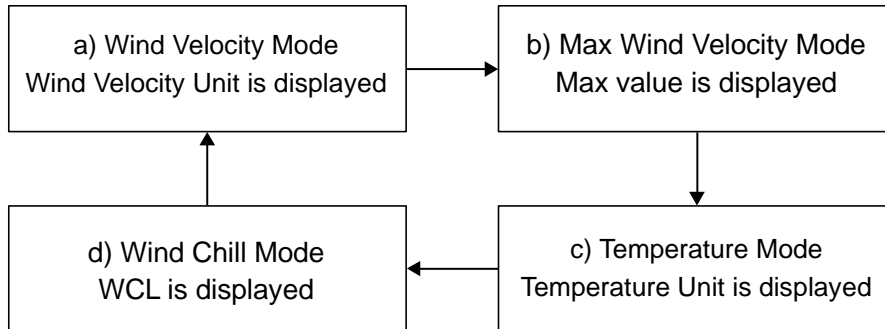 a) Wind Velocity Mode
Wind Velocity Unit is displayed
b) Max Wind Velocity Mode
Max value is displayed
c) Temperature Mode
Temperature Unit is displayed
d) Wind Chill Mode
WCL is displayed